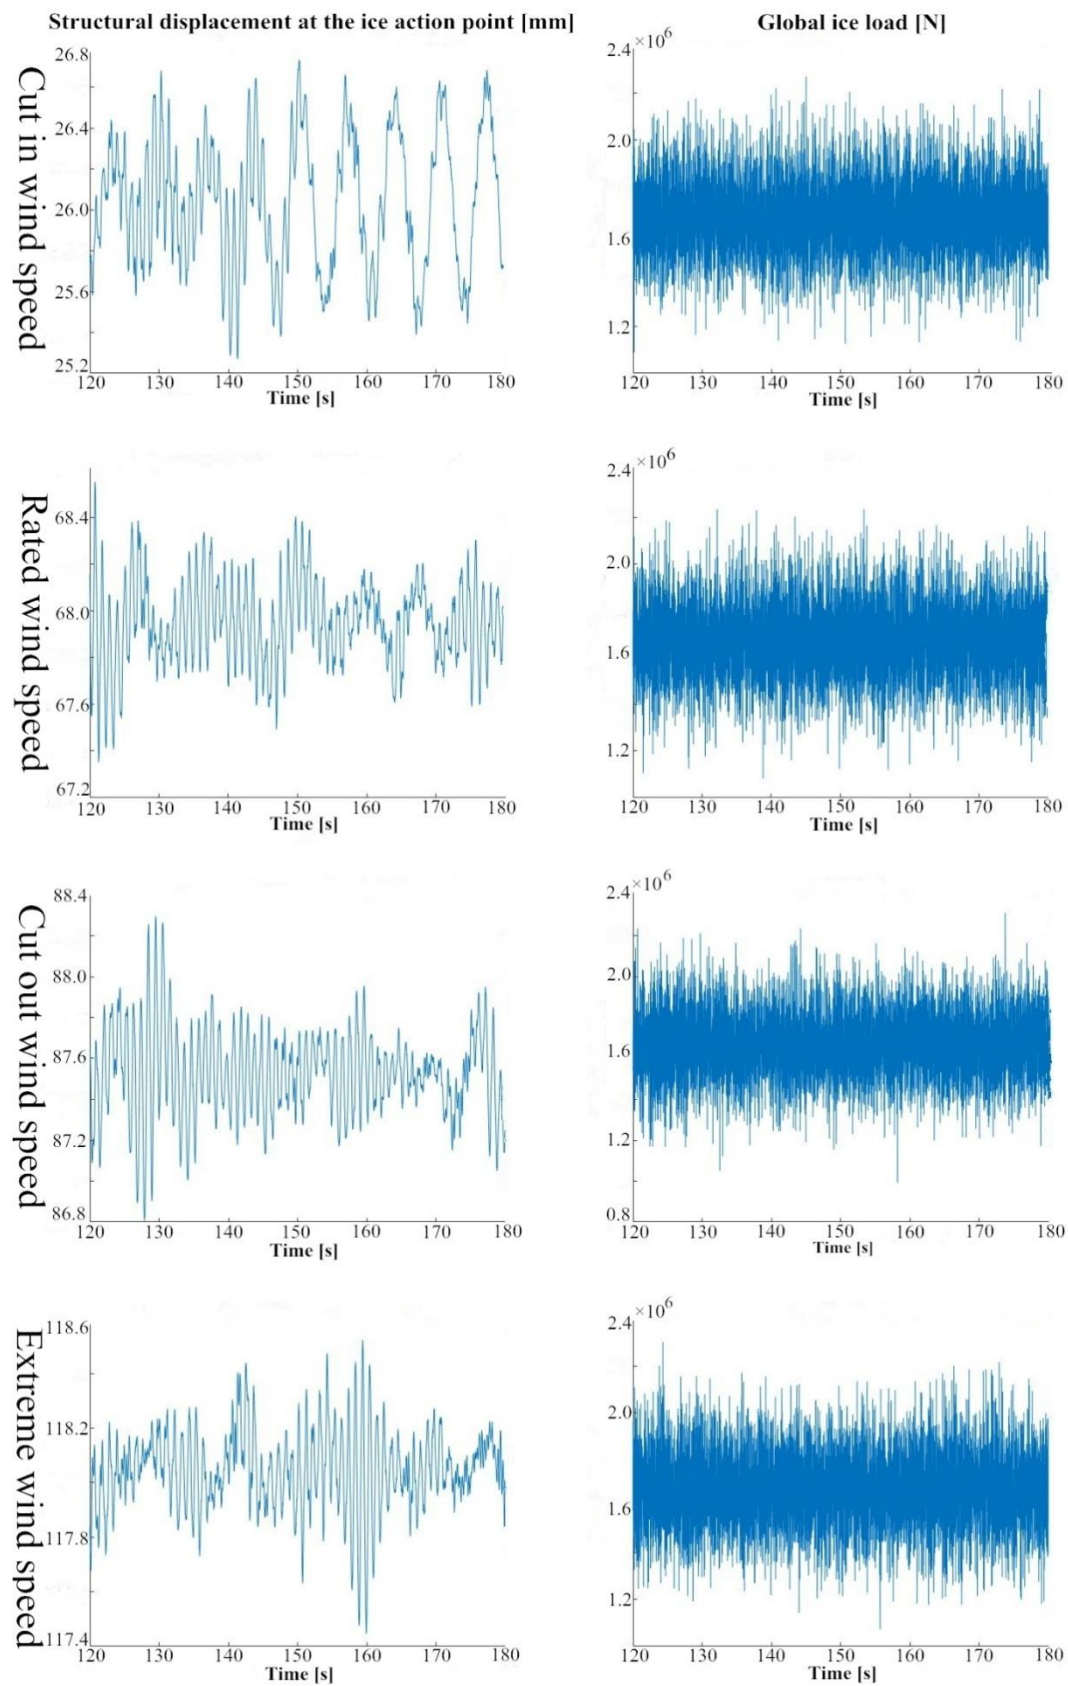 Structural displacement at the ice action point [mm]
Global ice load [N]
Cut in wind speed
26.8
26.4
26.0
25.6
25.2
120 130 140 150 160 170 180
Time [s]
2.4 ×10⁶
2.0
1.6
1.2
120 130 140 150 160 170 180
Time [s]
Rated wind speed
68.4
68.0
67.6
67.2
120 130 140 150 160 170 180
Time [s]
2.4 ×10⁶
2.0
1.6
1.2
120 130 140 150 160 170 180
Time [s]
Cut out wind speed
88.4
88.0
87.6
87.2
86.8
120 130 140 150 160 170 180
Time [s]
2.4 ×10⁶
2.0
1.6
1.2
0.8
120 130 140 150 160 170 180
Time [s]
Extreme wind speed
118.6
118.2
117.8
117.4
120 130 140 150 160 170 180
Time [s]
2.4 ×10⁶
2.0
1.6
1.2
120 130 140 150 160 170 180
Time [s]